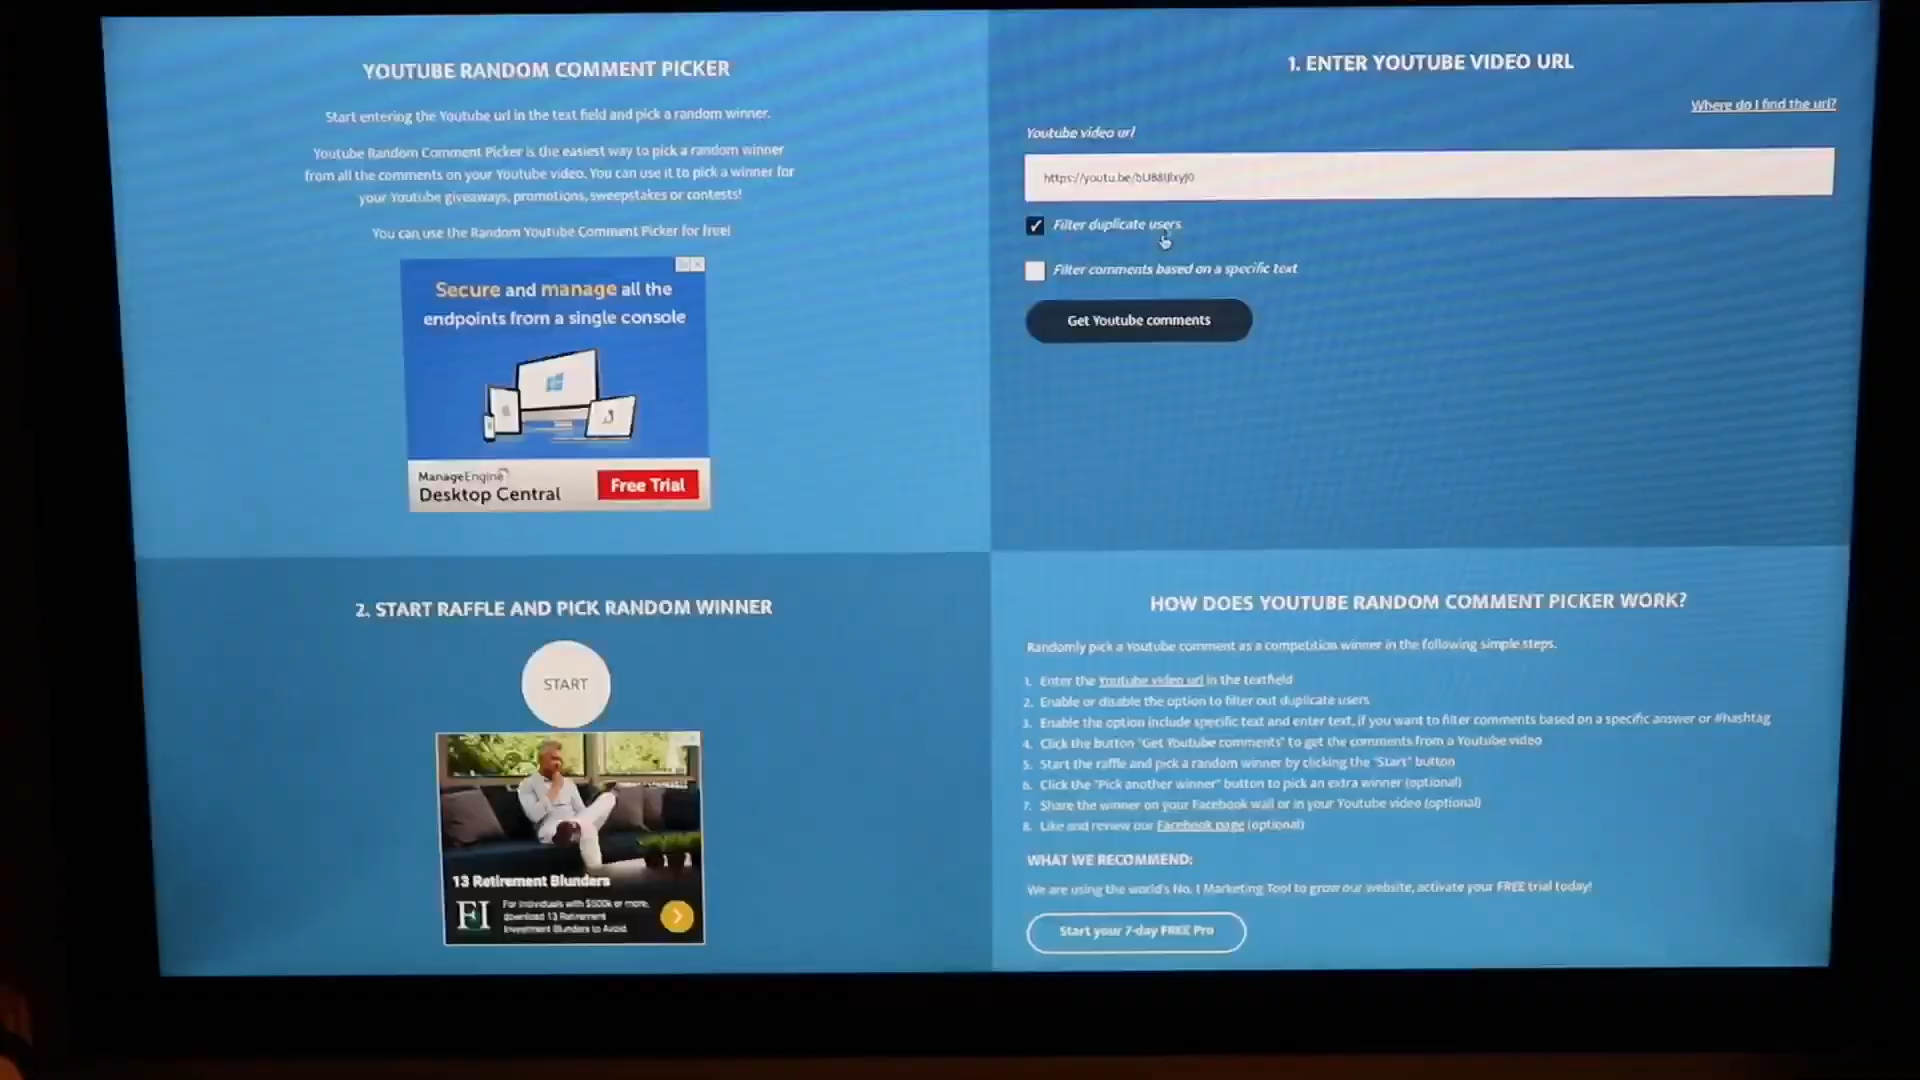 YOUTUBE RANDOM COMMENT PICKER
Start entering the Youtube url in the text field and pick a random winner.
Youtube Random Comment Picker is the easiest way to pick a random winner
from all the comments on your Youtube video. You can use it to pick a winner for
your Youtube giveaways, promotions, sweepstakes or contests!
You can use the Random Youtube Comment Picker for free!
Secure and manage all the
endpoints from a single console
ManageEngine
Desktop Central
Free Trial
1. ENTER YOUTUBE VIDEO URL
Where do I find the url?
Youtube video url
Filter duplicate users
Filter comments based on a specific text
Get Youtube comments
2. START RAFFLE AND PICK RANDOM WINNER
START
13 Retirement Blunders
FI
For individuals with $500k or more,
download 13 Retirement
Investment Blunders to Avoid.
HOW DOES YOUTUBE RANDOM COMMENT PICKER WORK?
Randomly pick a Youtube comment as a competition winner in the following simple steps.
1. Enter the Youtube video url in the textfield
2. Enable or disable the option to filter out duplicate users
3. Enable the option include specific text and enter text, if you want to filter comments based on a specific answer or #hashtag
4. Click the button "Get Youtube comments" to get the comments from a Youtube video
5. Start the raffle and pick a random winner by clicking the "Start" button
6. Click the "Pick another winner" button to pick an extra winner (optional)
7. Share the winner on your Facebook wall or in your Youtube video (optional)
8. Like and review our Facebook page (optional)
WHAT WE RECOMMEND:
We are using the world's No. 1 Marketing Tool to grow our website, activate your FREE trial today!
Start your 7-day FREE Pro